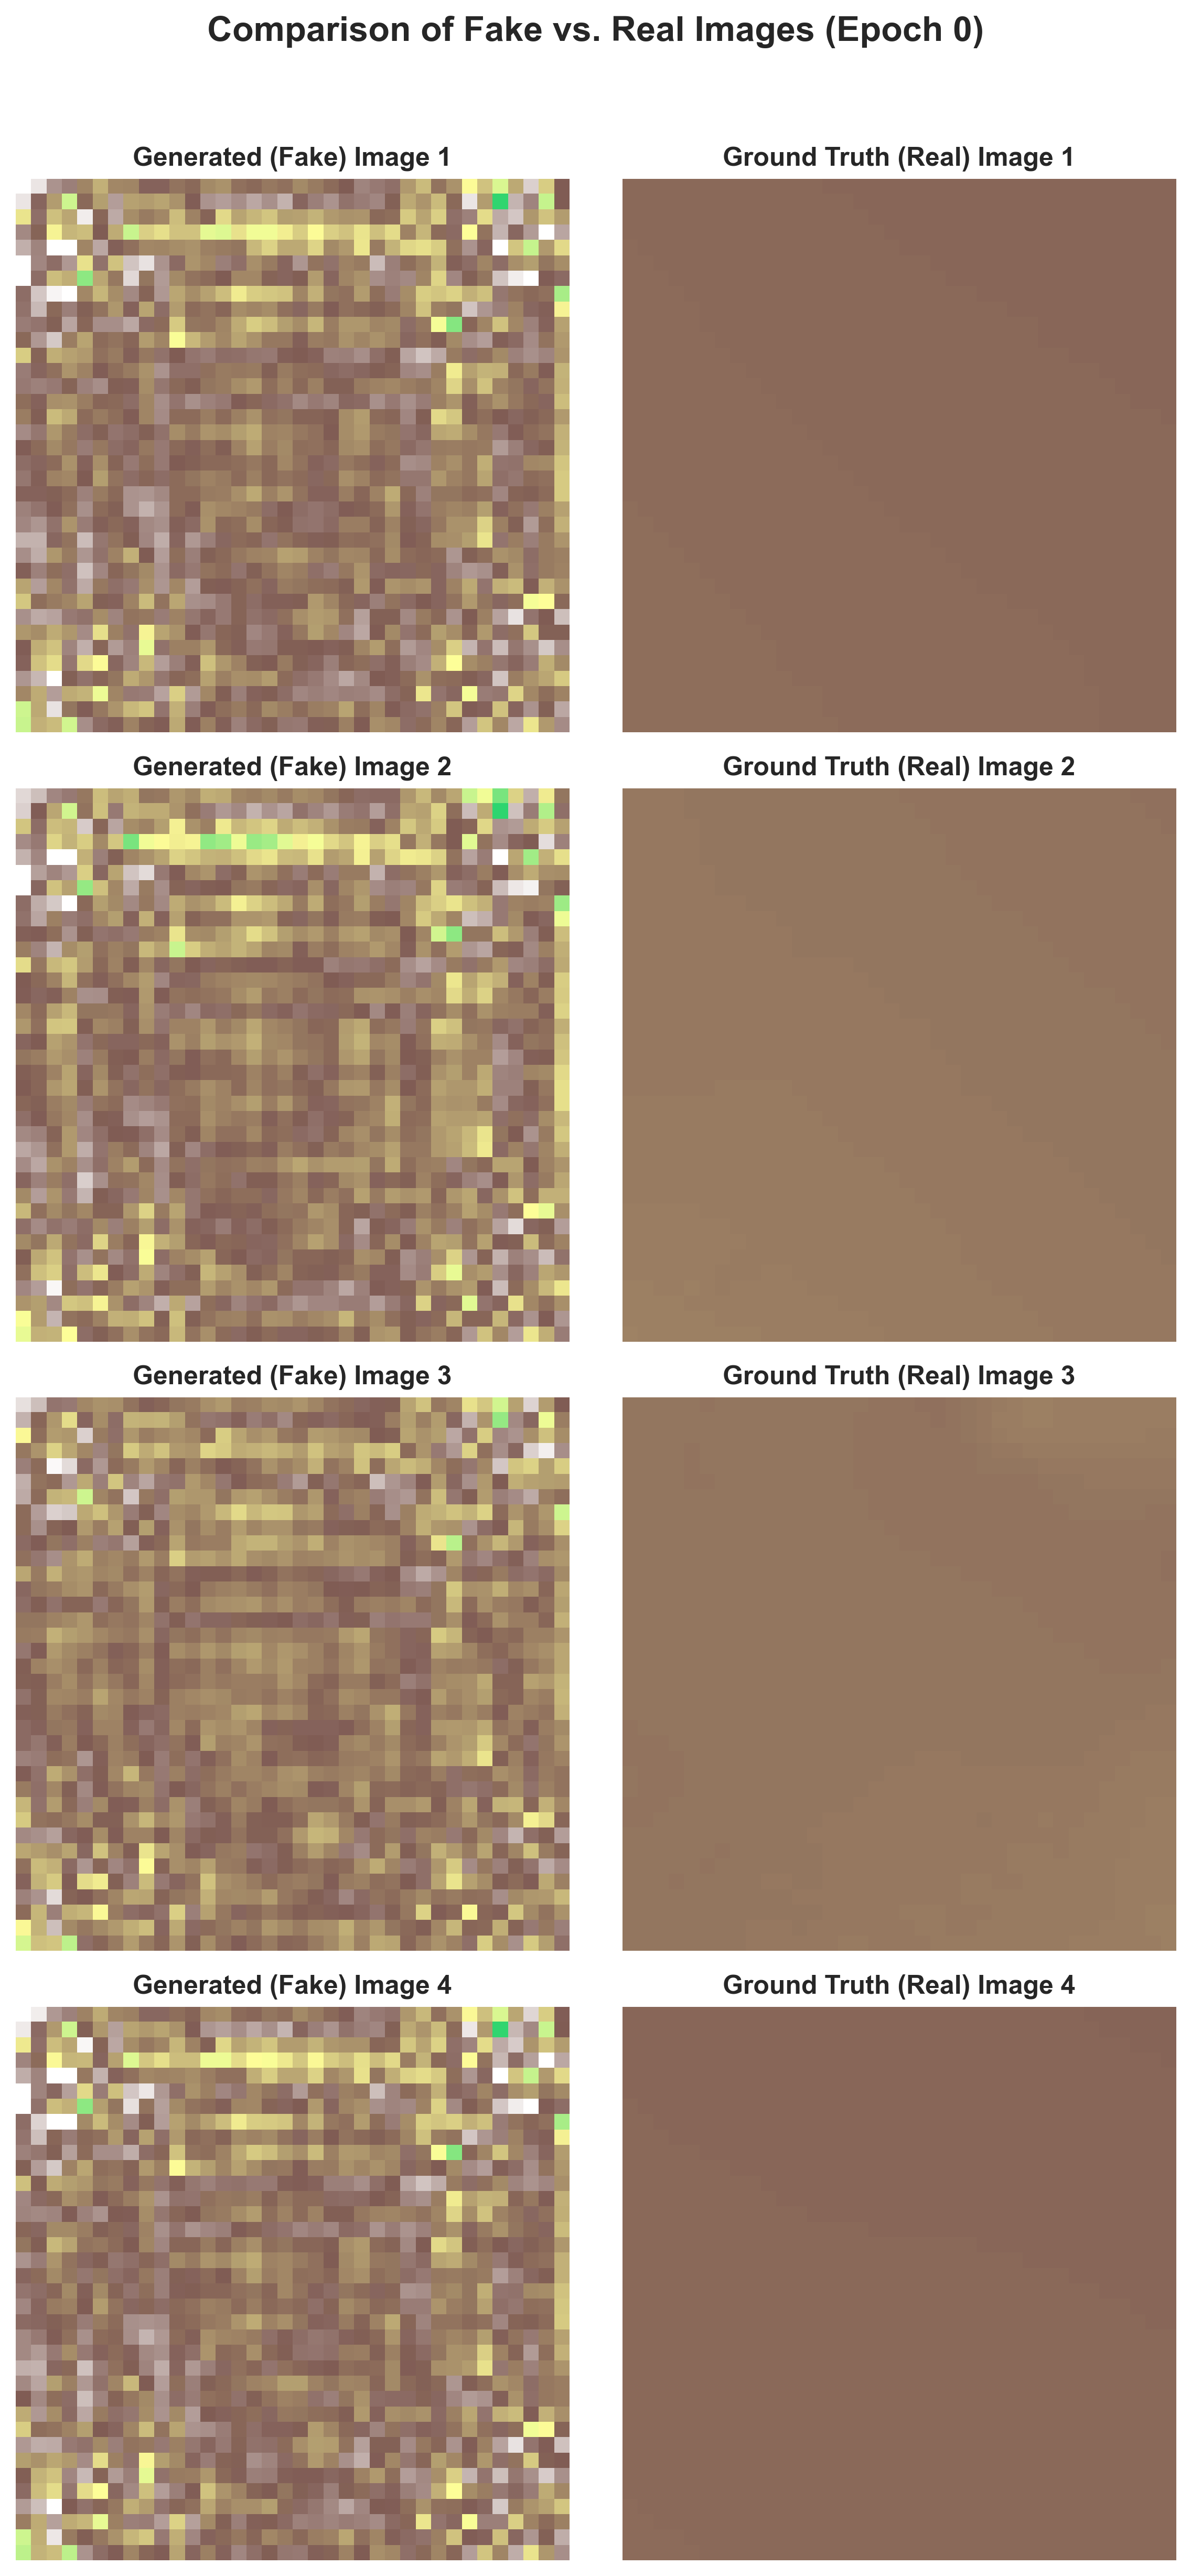 Comparison of Fake vs. Real Images (Epoch 0)
Generated (Fake) Image 1
Ground Truth (Real) Image 1
Generated (Fake) Image 2
Ground Truth (Real) Image 2
Generated (Fake) Image 3
Ground Truth (Real) Image 3
Generated (Fake) Image 4
Ground Truth (Real) Image 4